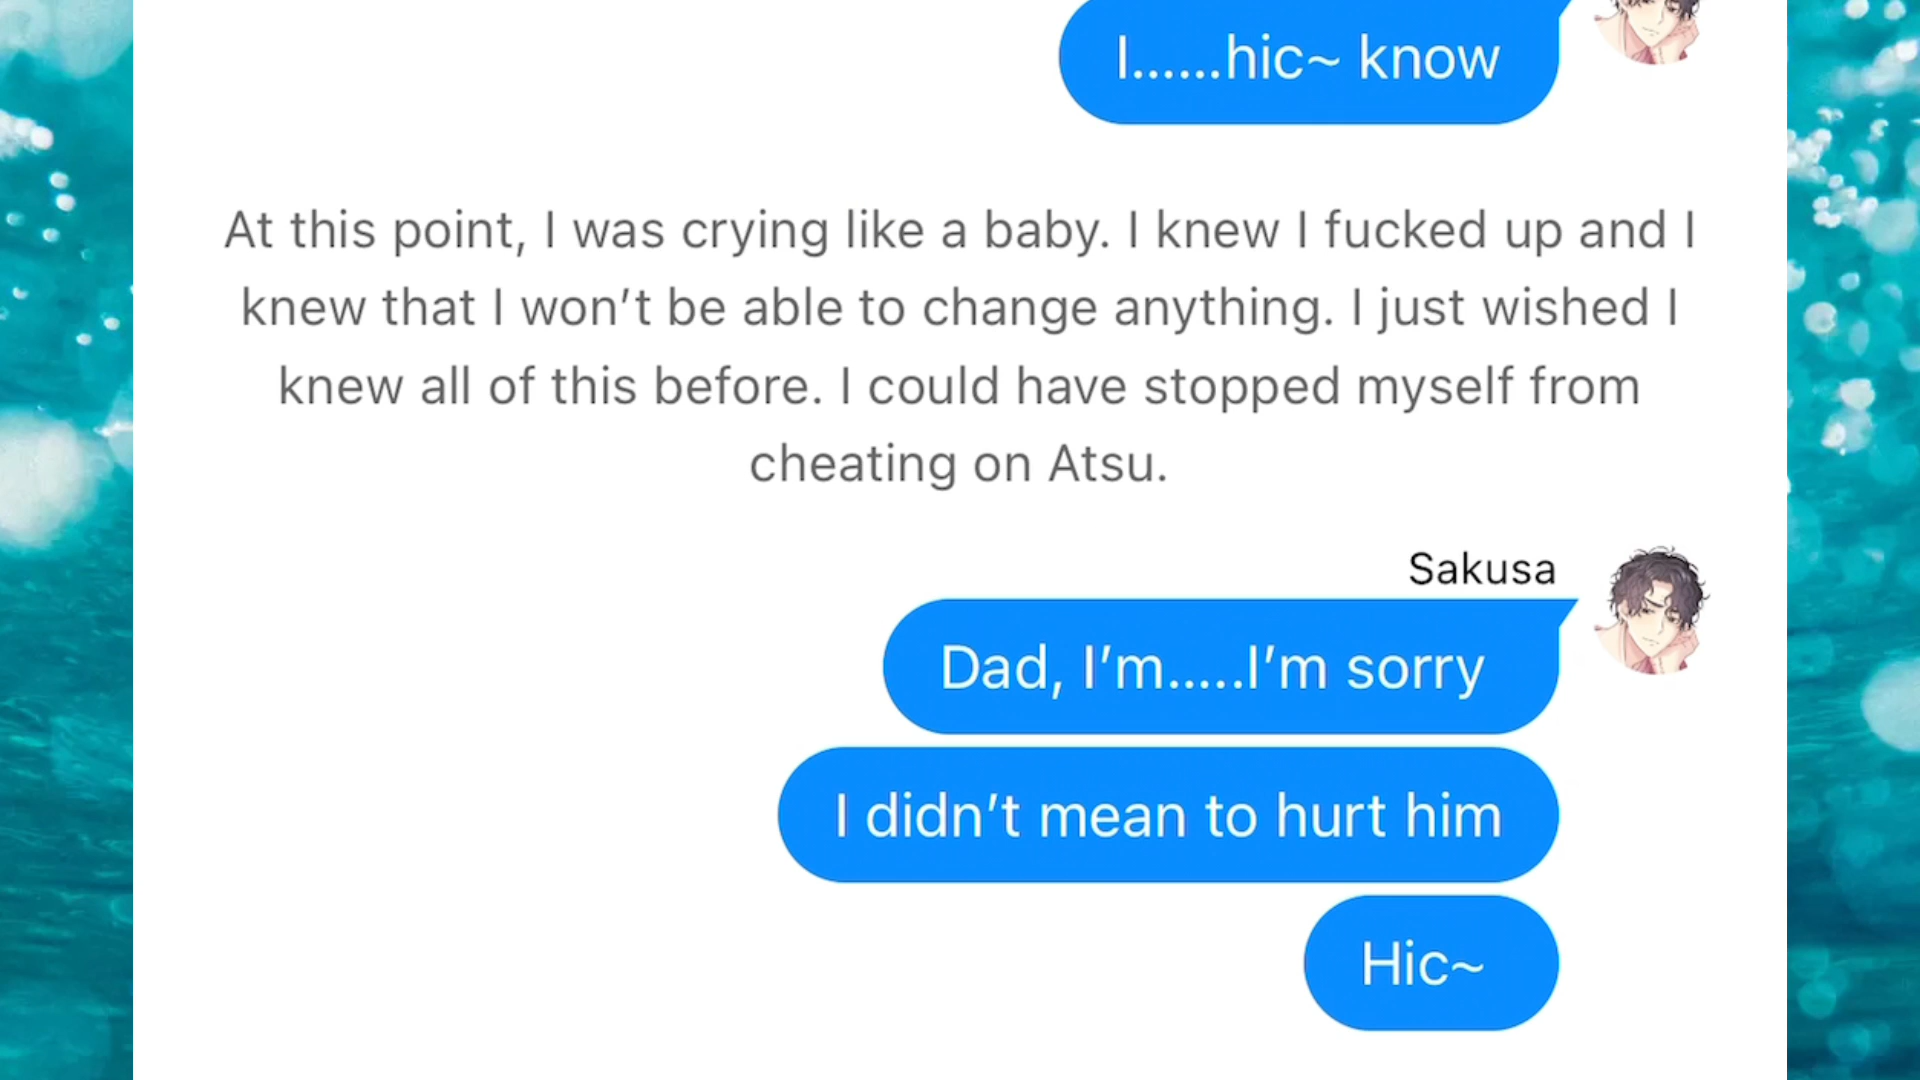 I......hic~ know
At this point, I was crying like a baby. I knew I fucked up and I
knew that I won’t be able to change anything. I just wished I
knew all of this before. I could have stopped myself from
cheating on Atsu.
Sakusa
Dad, I’m.....I’m sorry
I didn’t mean to hurt him
Hic~